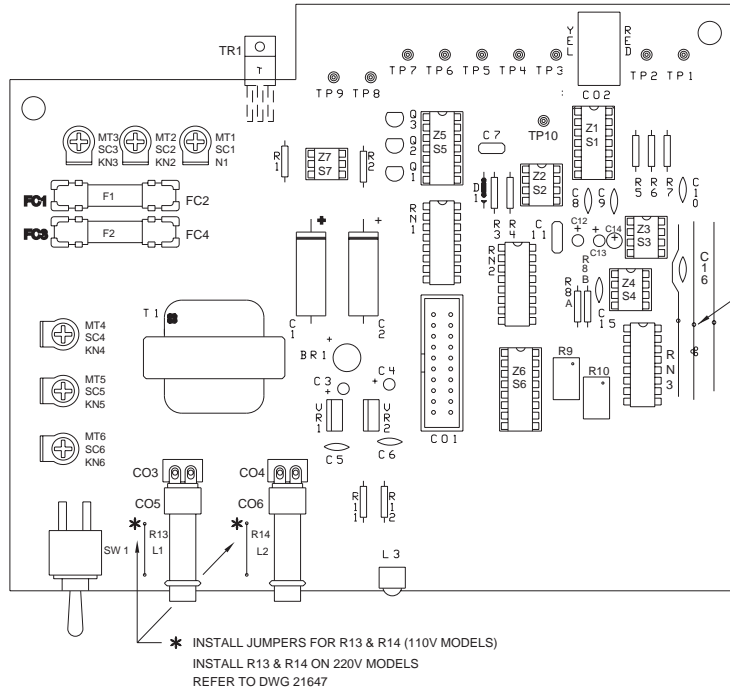 TR1
T
YEL
RED
CO2
TP7 TP6 TP5 TP4 TP3
TP2 TP1
TP9 TP8
TP10
MT3
SC3
KN3
MT2
SC2
KN2
MT1
SC1
N1
R1
Z7
S7
R2
Q3
Q2
Q1
Z5
S5
C7
Z1
S1
Z2
S2
D1
R3
R4
C8
C9
R5
R6
R7
C10
FC1
F1
FC2
FC3
F2
FC4
RN1
RN2
C11
C12
C13
C14
Z3
S3
R8A
R8B
C15
Z4
S4
C16
RN3
+
+
C1
C2
T1
MT4
SC4
KN4
MT5
SC5
KN5
MT6
SC6
KN6
+
BR1
C3
+
C4
+
VR1
VR2
C5
C6
CO1
Z6
S6
R9
R10
CO3
CO4
CO5
CO6
R11
R12
SW 1
*
R13
L1
*
R14
L2
L3
* INSTALL JUMPERS FOR R13 & R14 (110V MODELS)
INSTALL R13 & R14 ON 220V MODELS
REFER TO DWG 21647